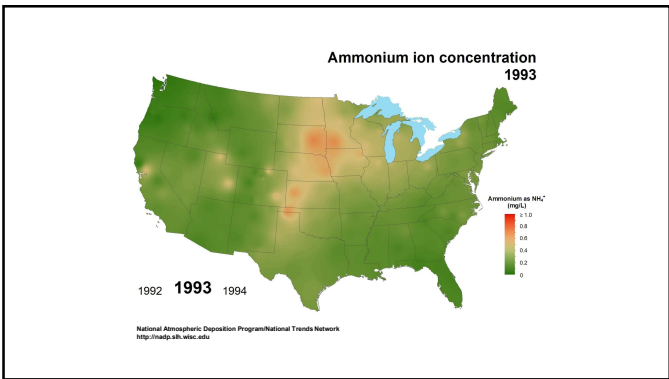 Ammonium ion concentration
1993
Ammonium as NH₄⁺
(mg/L)
≥ 1.0
0.8
0.6
0.4
0.2
0
1992 1993 1994
National Atmospheric Deposition Program/National Trends Network
http://nadp.slh.wisc.edu